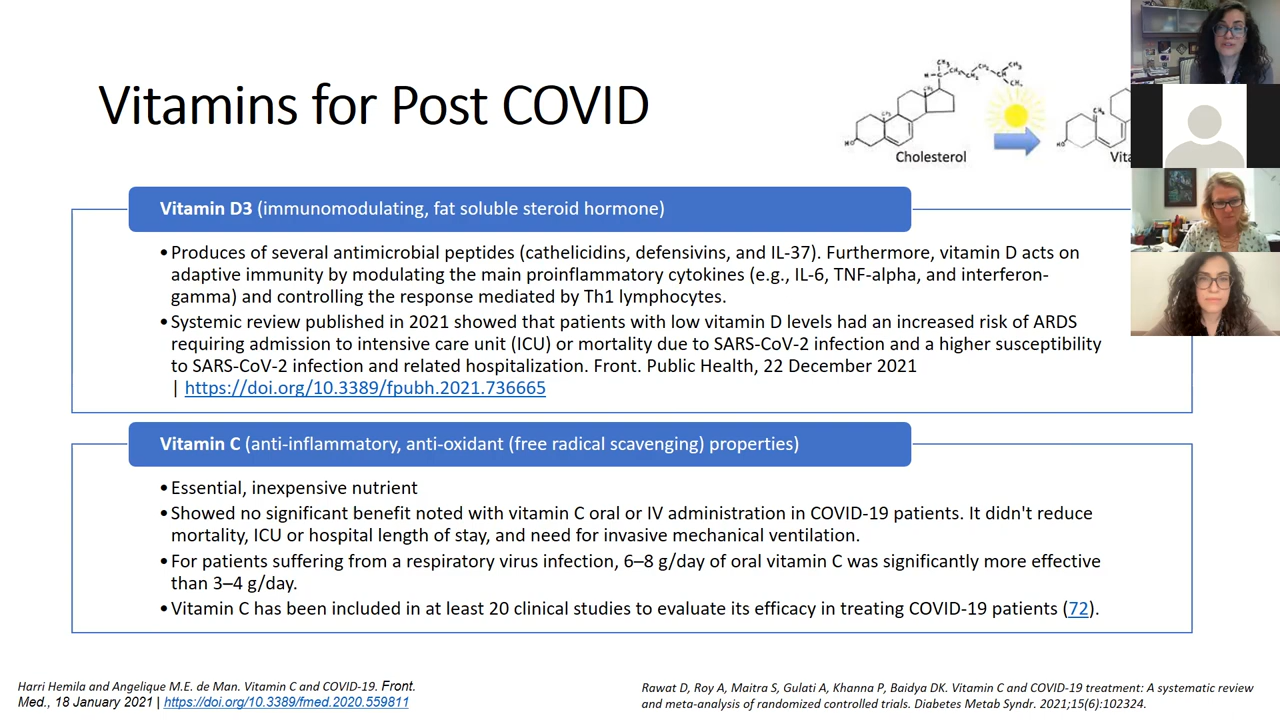 Vitamins for Post COVID
Cholesterol
Vita
Vitamin D3 (immunomodulating, fat soluble steroid hormone)
• Produces of several antimicrobial peptides (cathelicidins, defensivins, and IL-37). Furthermore, vitamin D acts on
adaptive immunity by modulating the main proinflammatory cytokines (e.g., IL-6, TNF-alpha, and interferon-
gamma) and controlling the response mediated by Th1 lymphocytes.
• Systemic review published in 2021 showed that patients with low vitamin D levels had an increased risk of ARDS
requiring admission to intensive care unit (ICU) or mortality due to SARS-CoV-2 infection and a higher susceptibility
to SARS-CoV-2 infection and related hospitalization. Front. Public Health, 22 December 2021
| https://doi.org/10.3389/fpubh.2021.736665
Vitamin C (anti-inflammatory, anti-oxidant (free radical scavenging) properties)
• Essential, inexpensive nutrient
• Showed no significant benefit noted with vitamin C oral or IV administration in COVID-19 patients. It didn't reduce
mortality, ICU or hospital length of stay, and need for invasive mechanical ventilation.
• For patients suffering from a respiratory virus infection, 6–8 g/day of oral vitamin C was significantly more effective
than 3–4 g/day.
• Vitamin C has been included in at least 20 clinical studies to evaluate its efficacy in treating COVID-19 patients (72).
Harri Hemila and Angelique M.E. de Man. Vitamin C and COVID-19. Front.
Med., 18 January 2021 | https://doi.org/10.3389/fmed.2020.559811
Rawat D, Roy A, Maitra S, Gulati A, Khanna P, Baidya DK. Vitamin C and COVID-19 treatment: A systematic review
and meta-analysis of randomized controlled trials. Diabetes Metab Syndr. 2021;15(6):102324.